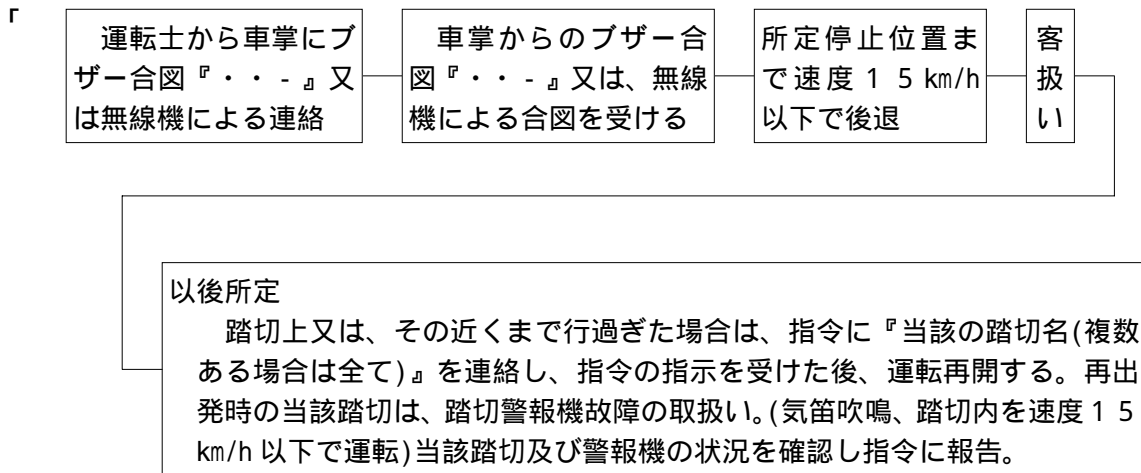 「
運転士から車掌にブ
ザー合図『・・-』又
は無線機による連絡
車掌からのブザー合
図『・・-』又は、無線
機による合図を受ける
所定停止位置ま
で速度15km/h
以下で後退
客
扱
い
以後所定
踏切上又は、その近くまで行過ぎた場合は、指令に『当該の踏切名(複数
ある場合は全て)』を連絡し、指令の指示を受けた後、運転再開する。再出
発時の当該踏切は、踏切警報機故障の取扱い。(気笛吹鳴、踏切内を速度15
km/h以下で運転)当該踏切及び警報機の状況を確認し指令に報告。